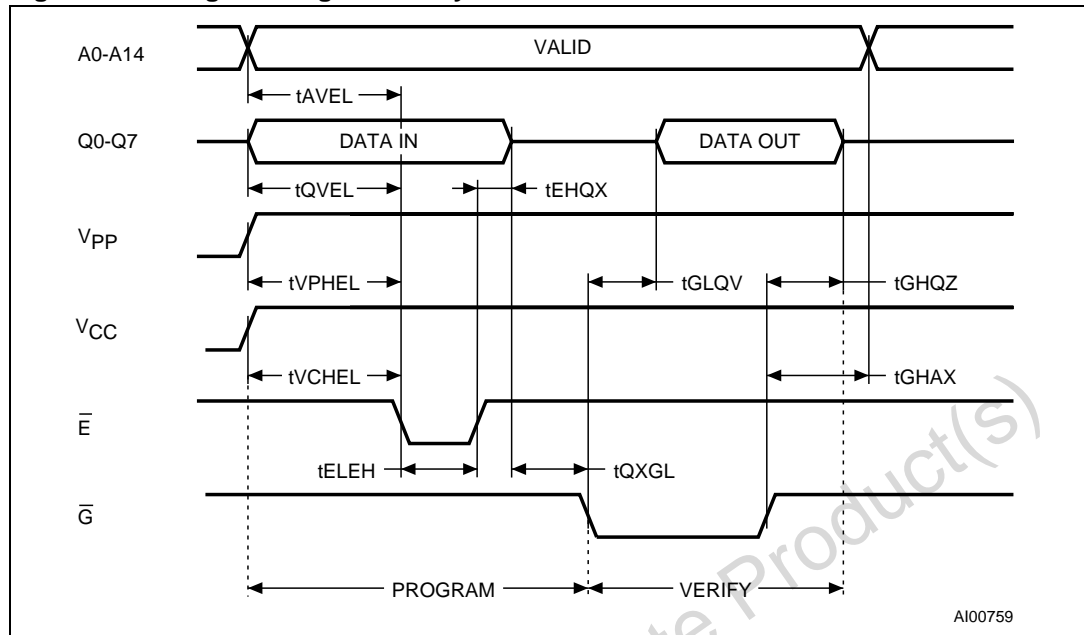 A0-A14
VALID
tAVEL
Q0-Q7
DATA IN
DATA OUT
tQVEL
tEHQX
VPP
tVPHEL
tGLQV
tGHQZ
VCC
tVCHEL
tGHAX
E̅
tELEH
tQXGL
G̅
PROGRAM
VERIFY
AI00759
Product(s)